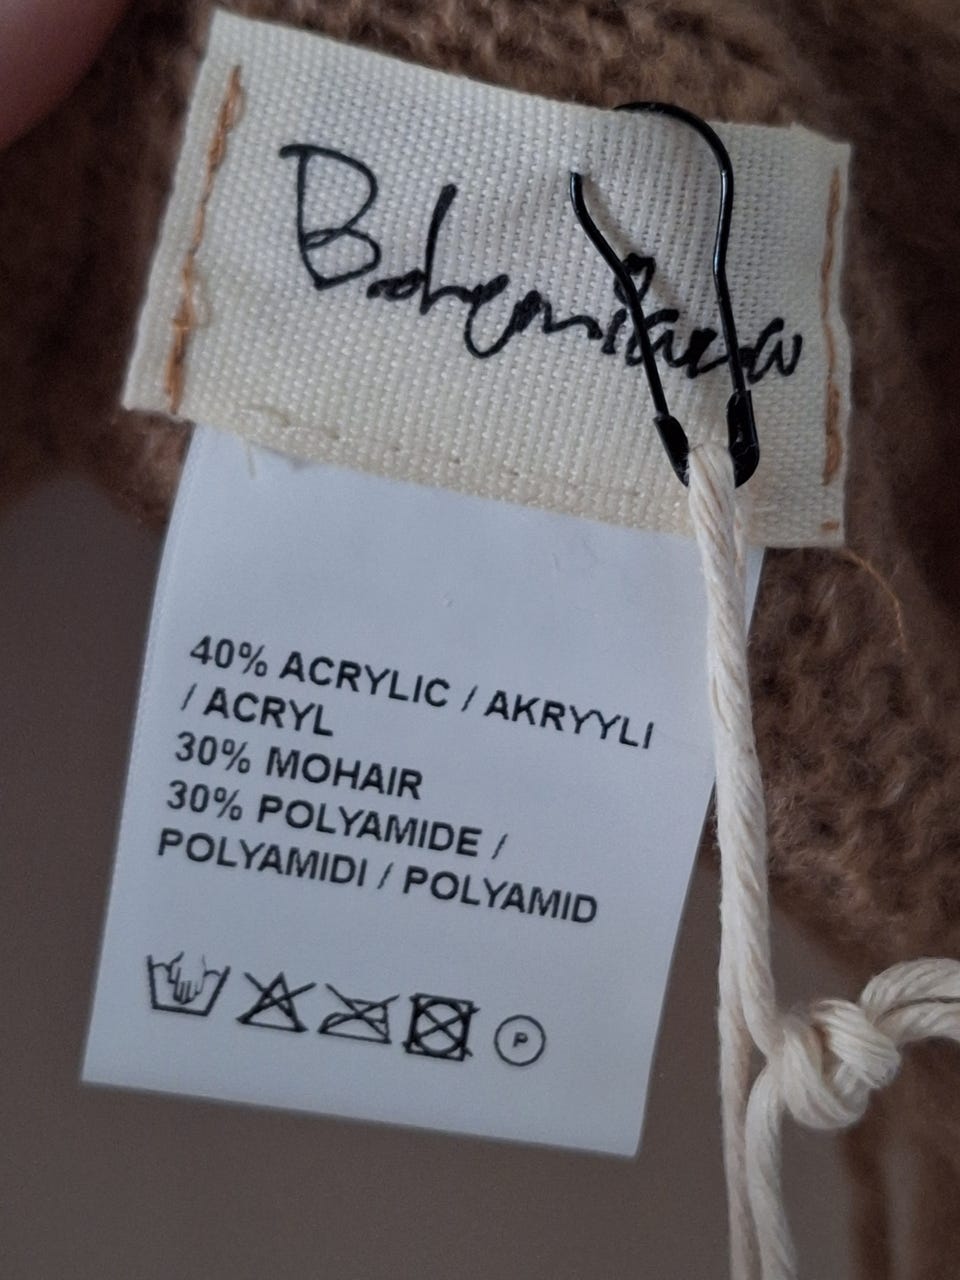 40% ACRYLIC / AKRYYLI
/ ACRYL
30% MOHAIR
30% POLYAMIDE /
POLYAMIDI / POLYAMID
P